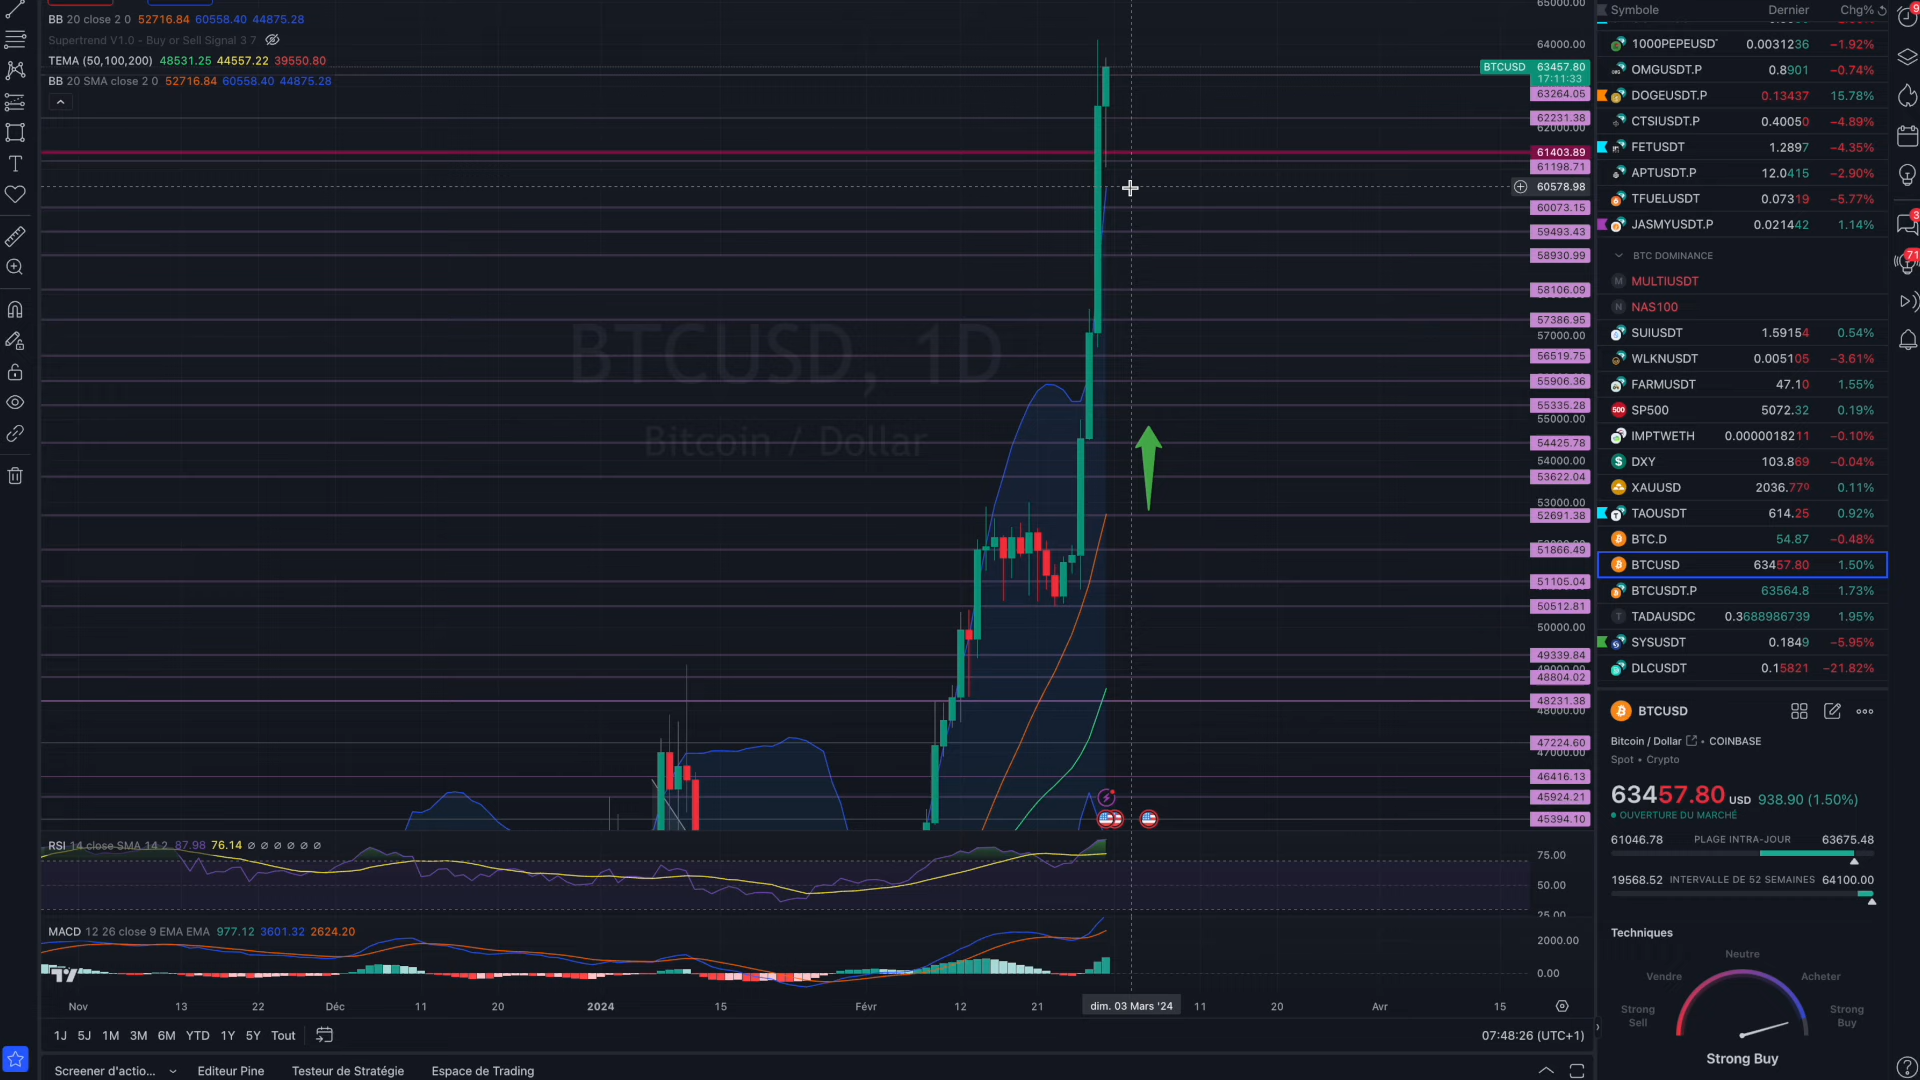 BB 20 close 2 0 52716.84 60558.40 44875.28
Supertrend V1.0 - Buy or Sell Signal 3 7
TEMA (50,100,200) 48531.25 44557.22 39550.80
BB 20 SMA close 2 0 52716.84 60558.40 44875.28
BTCUSD, 1D
Bitcoin / Dollar
65000.00
64000.00
BTCUSD 63457.80
17:11:33
63264.05
62231.38
62000.00
61403.89
61198.71
60578.98
60073.15
59493.43
58930.99
58106.09
57386.95
57000.00
56519.75
55906.36
55335.28
55000.00
54425.78
54000.00
53622.04
53000.00
52691.38
51866.49
51105.04
50512.81
50000.00
49339.84
49000.00
48804.02
48231.38
48000.00
47224.60
47000.00
46416.13
45924.21
45394.10
RSI 14 close SMA 14 2 87.98 76.14 ∅ ∅ ∅ ∅ ∅ ∅
75.00
50.00
25.00
MACD 12 26 close 9 EMA EMA 977.12 3601.32 2624.20
2000.00
0.00
Nov 13 22 Déc 11 20 2024 15 Févr 12 21 dim. 03 Mars '24 11 20 Avr 15
1J 5J 1M 3M 6M YTD 1Y 5Y Tout
07:48:26 (UTC+1)
Screener d'actio... Editeur Pine Testeur de Stratégie Espace de Trading
Symbole Dernier Chg%
1000PEPEUSDT 0.0031236 −1.92%
OMGUSDT.P 0.8901 −0.74%
DOGEUSDT.P 0.13437 15.78%
CTSIUSDT.P 0.40050 −4.89%
FETUSDT 1.2897 −4.35%
APTUSDT.P 12.0415 −2.90%
TFUELUSDT 0.07319 −5.77%
JASMYUSDT.P 0.021442 1.14%
BTC DOMINANCE
M MULTIUSDT
N NAS100
SUIUSDT 1.59154 0.54%
WLKNUSDT 0.005105 −3.61%
FARMUSDT 47.10 1.55%
500 SP500 5072.32 0.19%
IMPTWETH 0.0000018211 −0.10%
$ DXY 103.869 −0.04%
XAUUSD 2036.770 0.11%
TAOUSDT 614.25 0.92%
BTC.D 54.87 −0.48%
BTCUSD 63457.80 1.50%
BTCUSDT.P 63564.8 1.73%
T TADAUSDC 0.3688986739 1.95%
SYSUSDT 0.1849 −5.95%
DLCUSDT 0.15821 −21.82%
BTCUSD
Bitcoin / Dollar • COINBASE
Spot • Crypto
63457.80 USD 938.90 (1.50%)
OUVERTURE DU MARCHÉ
61046.78 PLAGE INTRA-JOUR 63675.48
19568.52 INTERVALLE DE 52 SEMAINES 64100.00
Techniques
Neutre
Vendre Acheter
Strong Sell Strong Buy
Strong Buy
9
3
71